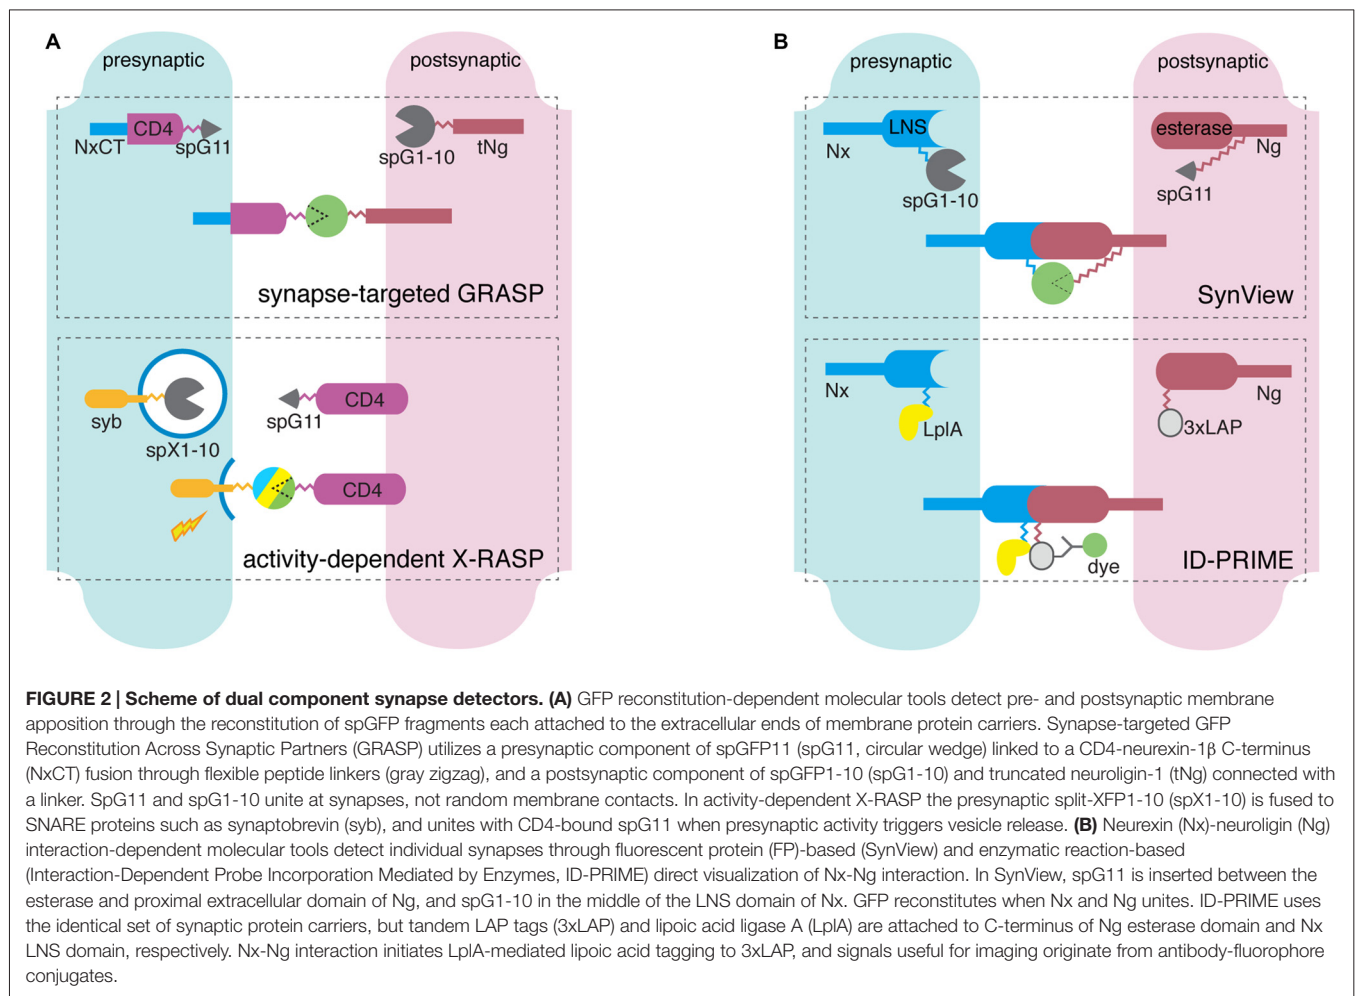 A
presynaptic
postsynaptic
CD4
NxCT
spG11
spG1-10
tNg
synapse-targeted GRASP
syb
spX1-10
spG11
CD4
CD4
activity-dependent X-RASP
B
presynaptic
postsynaptic
LNS
Nx
spG1-10
esterase
Ng
spG11
SynView
Nx
LplA
Ng
3xLAP
dye
ID-PRIME
FIGURE 2 | Scheme of dual component synapse detectors. (A) GFP reconstitution-dependent molecular tools detect pre- and postsynaptic membrane
apposition through the reconstitution of spGFP fragments each attached to the extracellular ends of membrane protein carriers. Synapse-targeted GFP
Reconstitution Across Synaptic Partners (GRASP) utilizes a presynaptic component of spGFP11 (spG11, circular wedge) linked to a CD4-neurexin-1β C-terminus
(NxCT) fusion through flexible peptide linkers (gray zigzag), and a postsynaptic component of spGFP1-10 (spG1-10) and truncated neuroligin-1 (tNg) connected with
a linker. SpG11 and spG1-10 unite at synapses, not random membrane contacts. In activity-dependent X-RASP the presynaptic split-XFP1-10 (spX1-10) is fused to
SNARE proteins such as synaptobrevin (syb), and unites with CD4-bound spG11 when presynaptic activity triggers vesicle release. (B) Neurexin (Nx)-neuroligin (Ng)
interaction-dependent molecular tools detect individual synapses through fluorescent protein (FP)-based (SynView) and enzymatic reaction-based
(Interaction-Dependent Probe Incorporation Mediated by Enzymes, ID-PRIME) direct visualization of Nx-Ng interaction. In SynView, spG11 is inserted between the
esterase and proximal extracellular domain of Ng, and spG1-10 in the middle of the LNS domain of Nx. GFP reconstitutes when Nx and Ng unites. ID-PRIME uses
the identical set of synaptic protein carriers, but tandem LAP tags (3xLAP) and lipoic acid ligase A (LplA) are attached to C-terminus of Ng esterase domain and Nx
LNS domain, respectively. Nx-Ng interaction initiates LplA-mediated lipoic acid tagging to 3xLAP, and signals useful for imaging originate from antibody-fluorophore
conjugates.